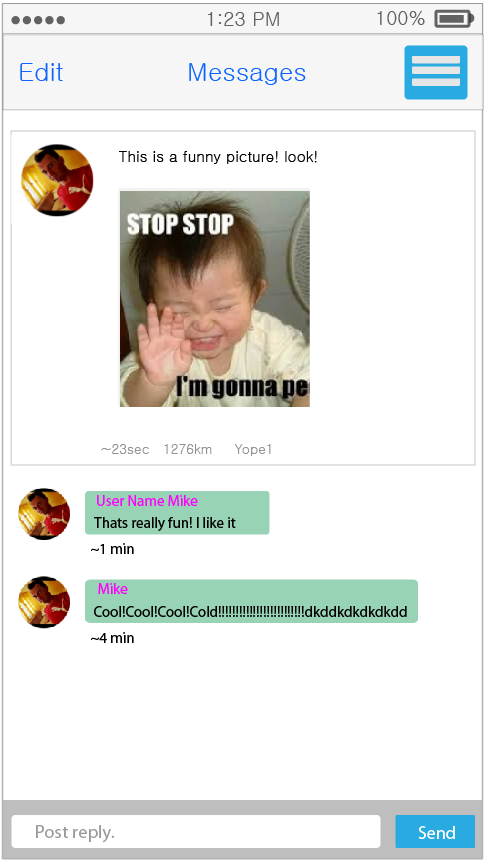 1:23 PM 100%
Edit Messages
This is a funny picture! look!
STOP STOP
I'm gonna pe
~23sec 1276km Yope1
User Name Mike
Thats really fun! I like it
~1 min
Mike
Cool!Cool!Cool!Cold!!!!!!!!!!!!!!!!!!!!!!!!!dkddkdkdkdkdd
~4 min
Post reply. Send